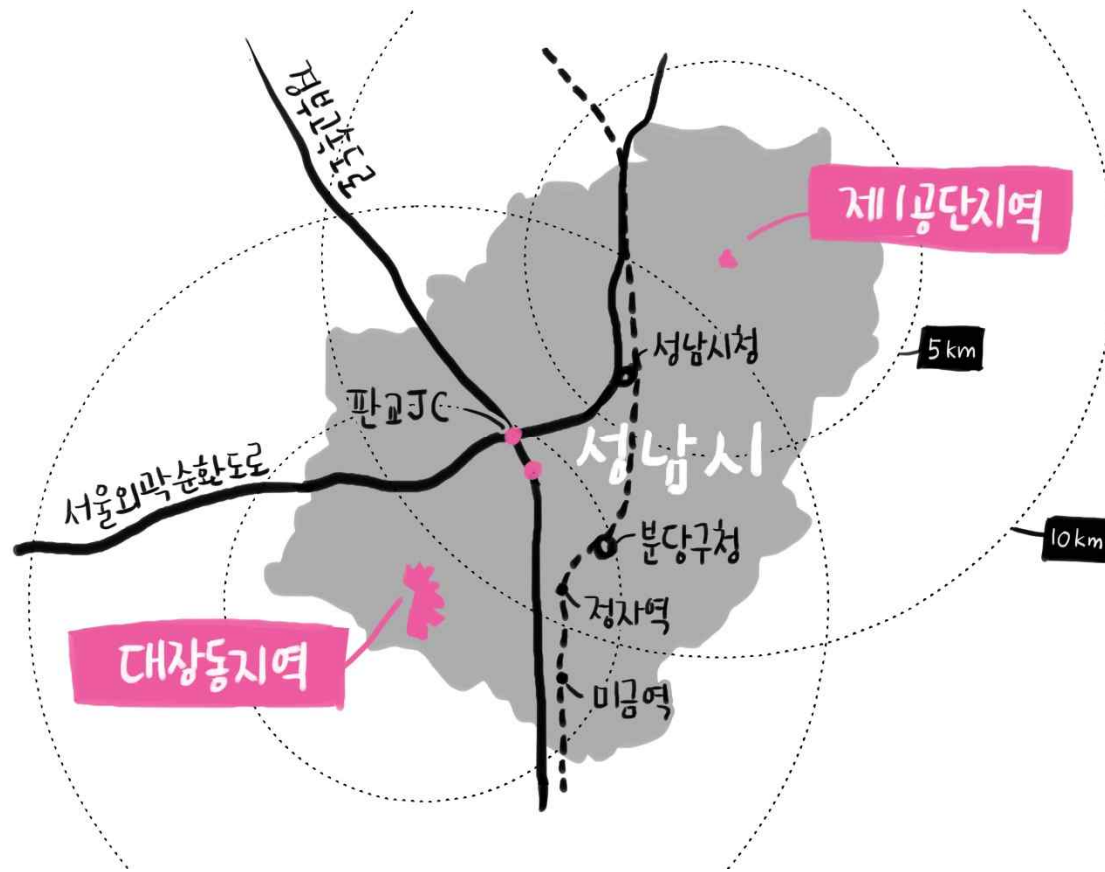 경부고속도로
제1공단지역
성남시청
5km
판교JC
성남시
서울외곽순환도로
분당구청
10km
정자역
대장동지역
미금역